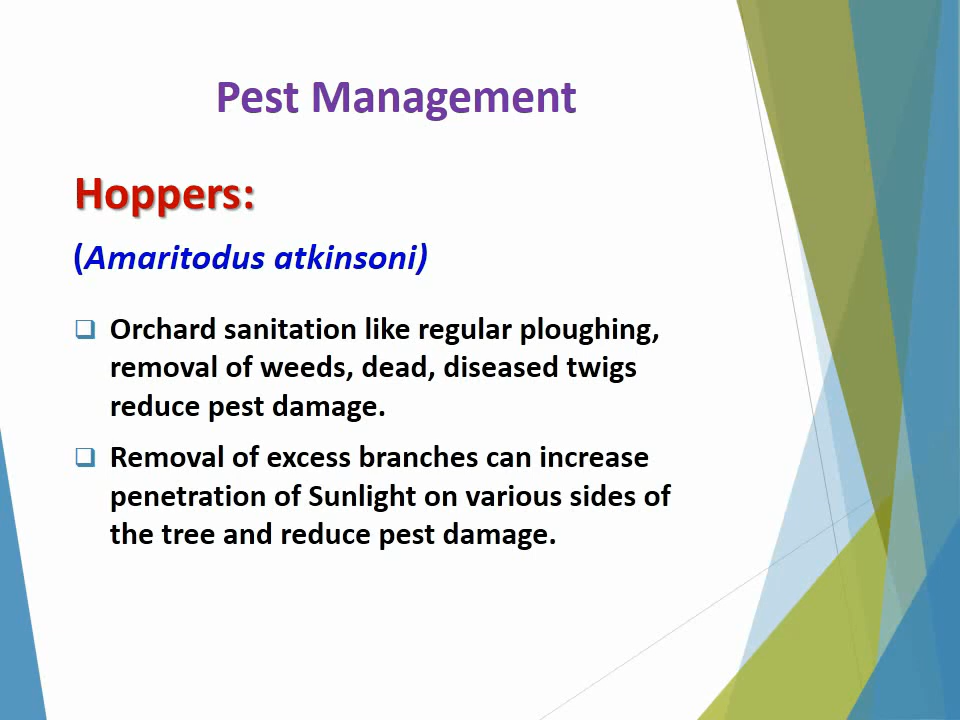 Pest Management
Hoppers:
(Amaritodus atkinsoni)
Orchard sanitation like regular ploughing,
removal of weeds, dead, diseased twigs
reduce pest damage.
Removal of excess branches can increase
penetration of Sunlight on various sides of
the tree and reduce pest damage.